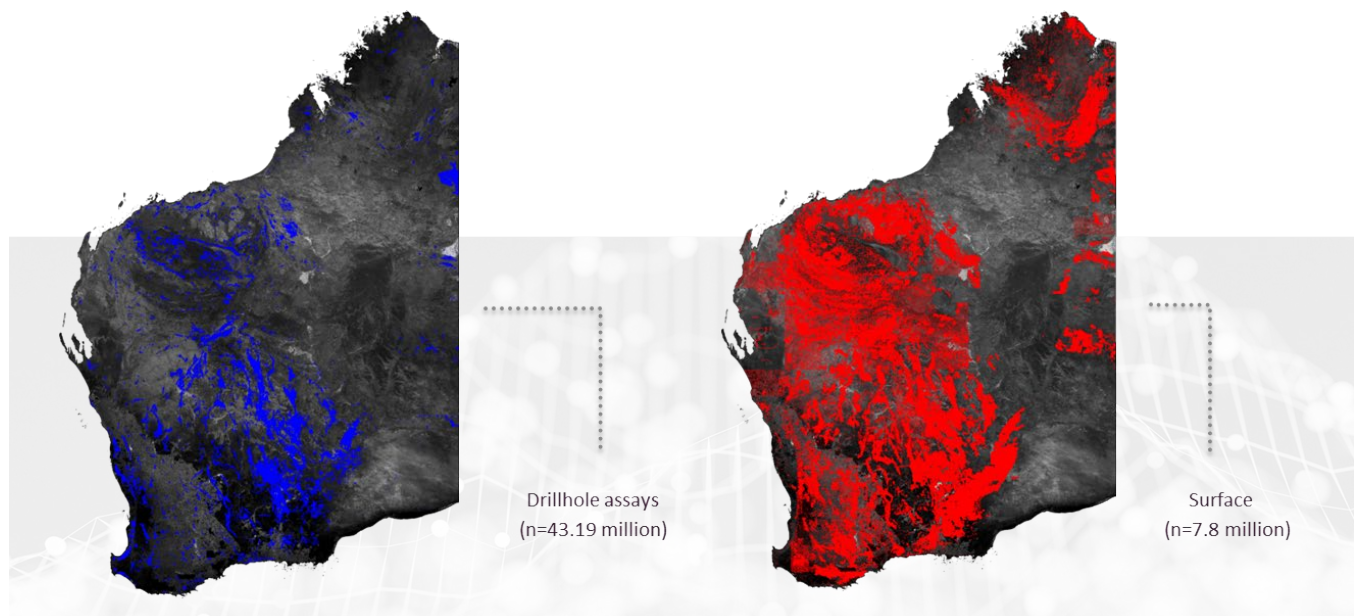 Drillhole assays
(n=43.19 million)
Surface
(n=7.8 million)